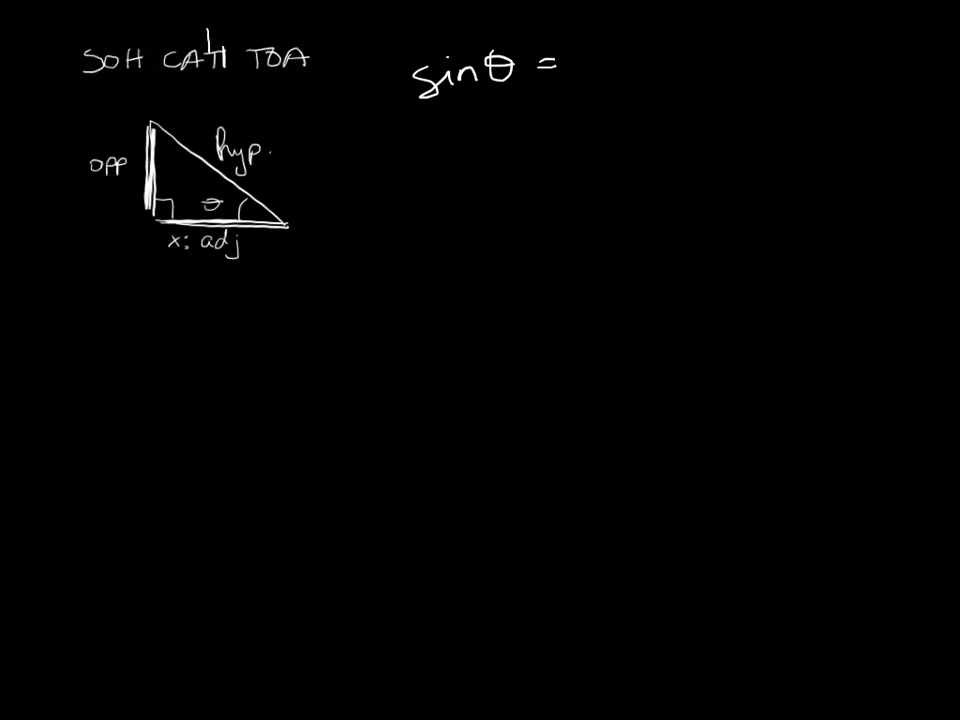 SOH CAH TOA
sinθ =
hyp.
opp
θ
x: adj